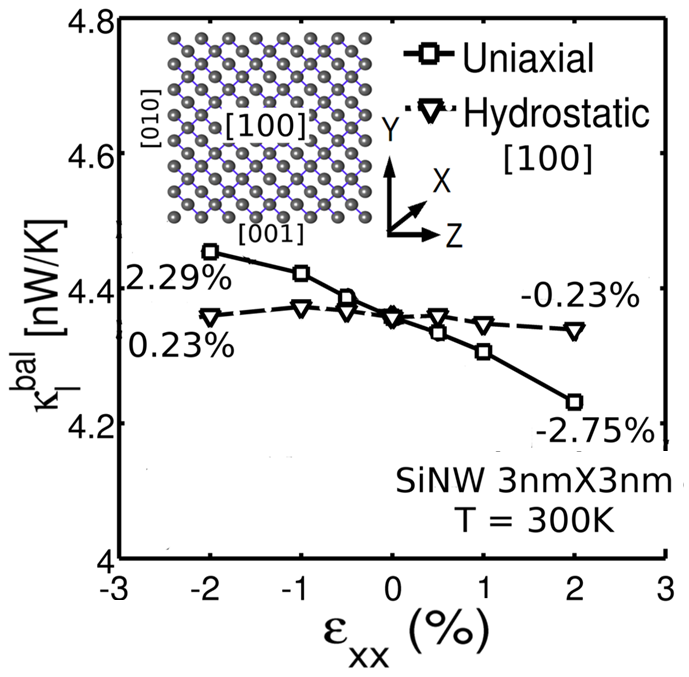 4.8
4.6
4.4
4.2
4
κ_l^bal [nW/K]
Uniaxial
Hydrostatic
[100]
[010]
[100]
[001]
Y
X
Z
2.29%
0.23%
-0.23%
-2.75%
SiNW 3nmX3nm
T = 300K
-3 -2 -1 0 1 2 3
ε_xx (%)